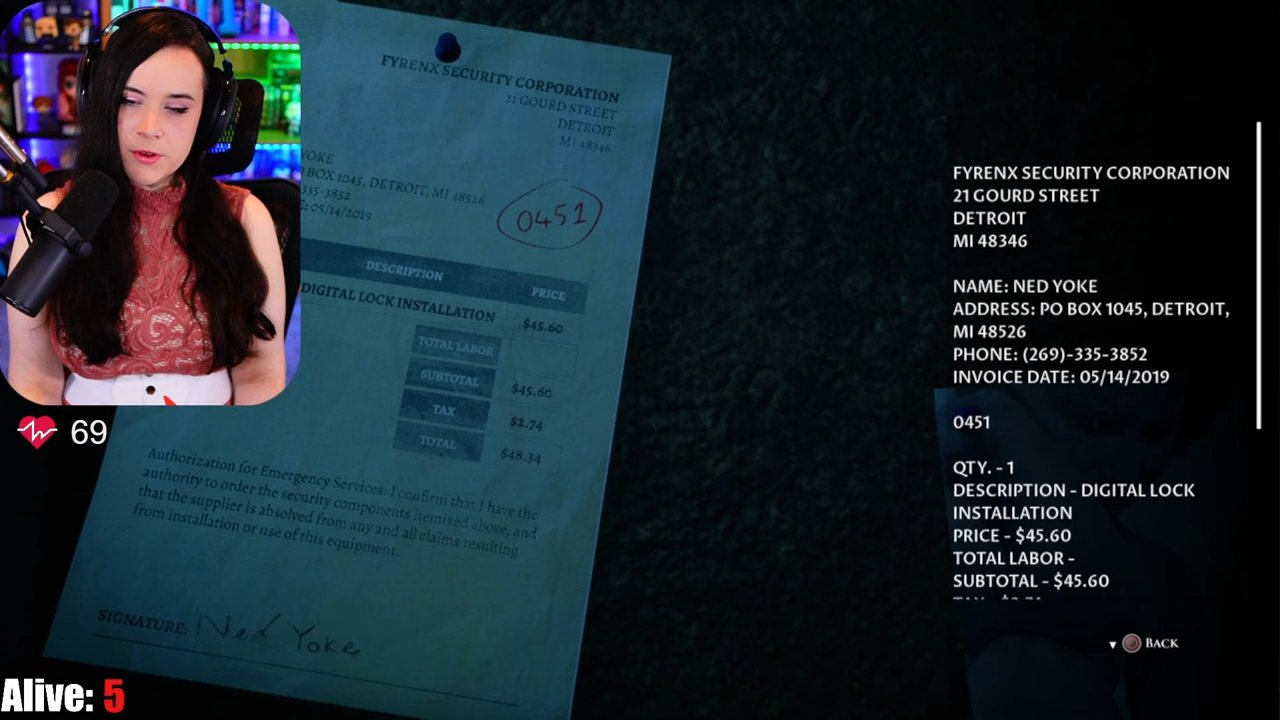 FYRENX SECURITY CORPORATION
21 GOURD STREET
DETROIT
MI 48346
YOKE
BOX 1045, DETROIT, MI 48526
335-3852
05/14/2019
0451
DESCRIPTION
PRICE
DIGITAL LOCK INSTALLATION
$45.60
TOTAL LABOR
SUBTOTAL
$45.60
TAX
$2.74
TOTAL
$48.34
Authorization for Emergency Services: I confirm that I have the
authority to order the security components itemized above, and
that the supplier is absolved from any and all claims resulting
from installation or use of this equipment.
SIGNATURE: Ned Yoke
69
Alive: 5
FYRENX SECURITY CORPORATION
21 GOURD STREET
DETROIT
MI 48346
NAME: NED YOKE
ADDRESS: PO BOX 1045, DETROIT,
MI 48526
PHONE: (269)-335-3852
INVOICE DATE: 05/14/2019
0451
QTY. - 1
DESCRIPTION - DIGITAL LOCK
INSTALLATION
PRICE - $45.60
TOTAL LABOR -
SUBTOTAL - $45.60
BACK